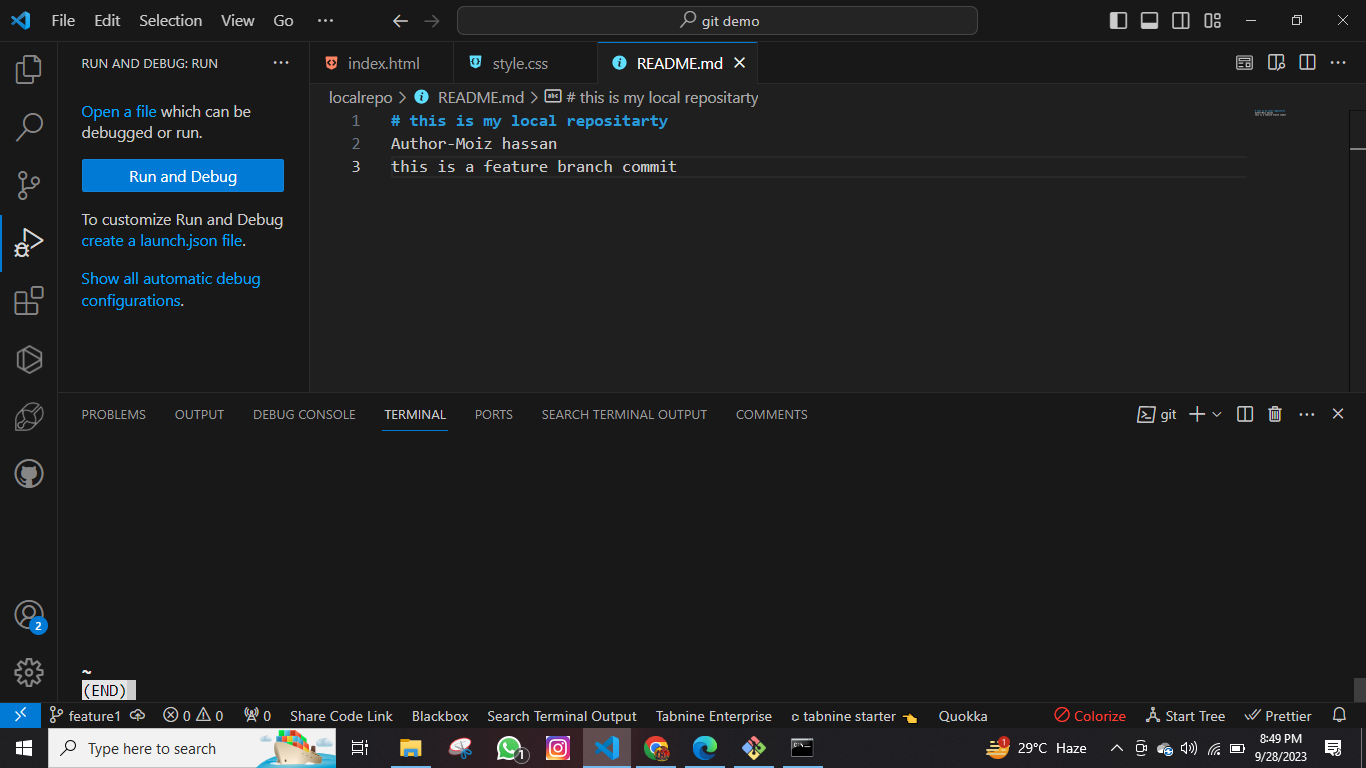 File Edit Selection View Go ···
git demo
RUN AND DEBUG: RUN ···
index.html
style.css
README.md
localrepo > README.md > # this is my local repositarty
Open a file which can be
debugged or run.
Run and Debug
To customize Run and Debug
create a launch.json file.
Show all automatic debug
configurations.
1 # this is my local repositarty
2 Author-Moiz hassan
3 this is a feature branch commit
PROBLEMS OUTPUT DEBUG CONSOLE TERMINAL PORTS SEARCH TERMINAL OUTPUT COMMENTS
git
2
~
(END)
feature1 0 0 0 Share Code Link Blackbox Search Terminal Output Tabnine Enterprise tabnine starter Quokka Colorize Start Tree Prettier
Type here to search
1
1
29°C Haze
8:49 PM
9/28/2023